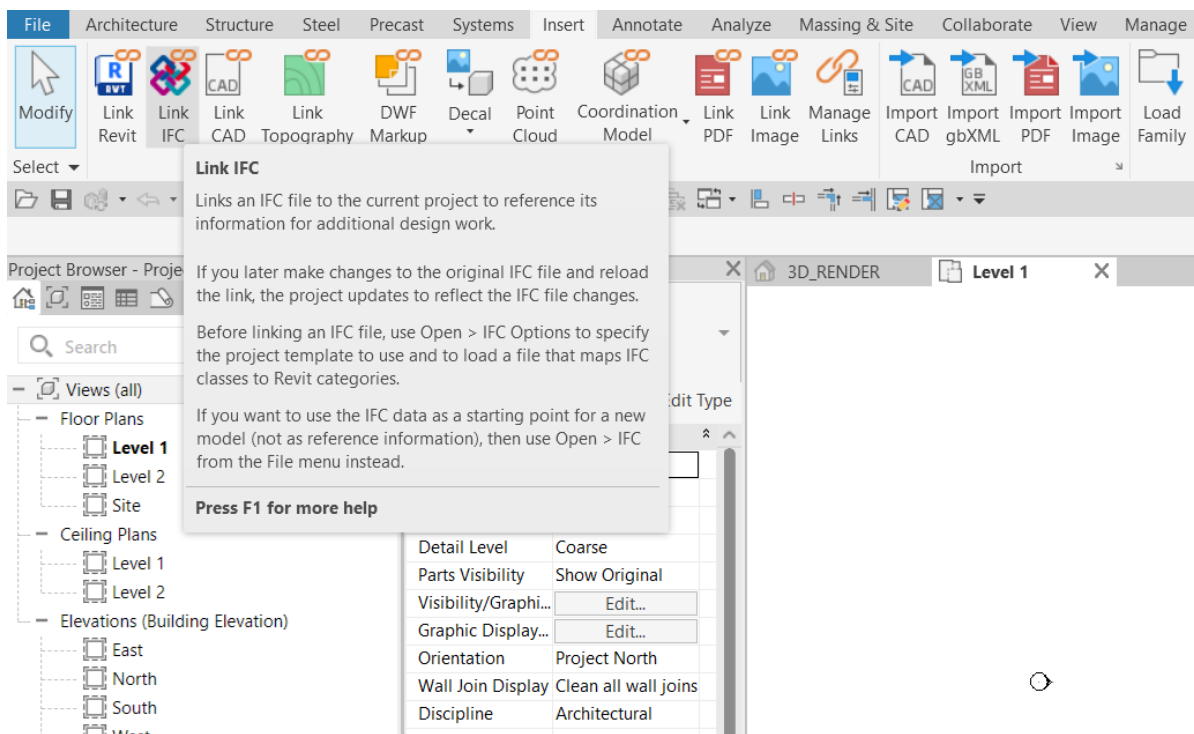 File Architecture Structure Steel Precast Systems Insert Annotate Analyze Massing & Site Collaborate View Manage
Modify
Link Revit
Link IFC
Link CAD
Link Topography
DWF Markup
Decal
Point Cloud
Coordination Model
Link PDF
Link Image
Manage Links
Import CAD
Import gbXML
Import PDF
Import Image
Load Family
R
RVT
CAD
CAD
GB
XML
Select
Import
Link IFC
Links an IFC file to the current project to reference its
information for additional design work.
If you later make changes to the original IFC file and reload
the link, the project updates to reflect the IFC file changes.
Before linking an IFC file, use Open > IFC Options to specify
the project template to use and to load a file that maps IFC
classes to Revit categories.
If you want to use the IFC data as a starting point for a new
model (not as reference information), then use Open > IFC
from the File menu instead.
Press F1 for more help
Project Browser - Proje
Search
Views (all)
Floor Plans
Level 1
Level 2
Site
Ceiling Plans
Level 1
Level 2
Elevations (Building Elevation)
East
North
South
West
dit Type
Detail Level Coarse
Parts Visibility Show Original
Visibility/Graphi... Edit...
Graphic Display... Edit...
Orientation Project North
Wall Join Display Clean all wall joins
Discipline Architectural
3D_RENDER
Level 1